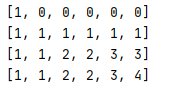 [1, 0, 0, 0, 0, 0]
[1, 1, 1, 1, 1, 1]
[1, 1, 2, 2, 3, 3]
[1, 1, 2, 2, 3, 4]